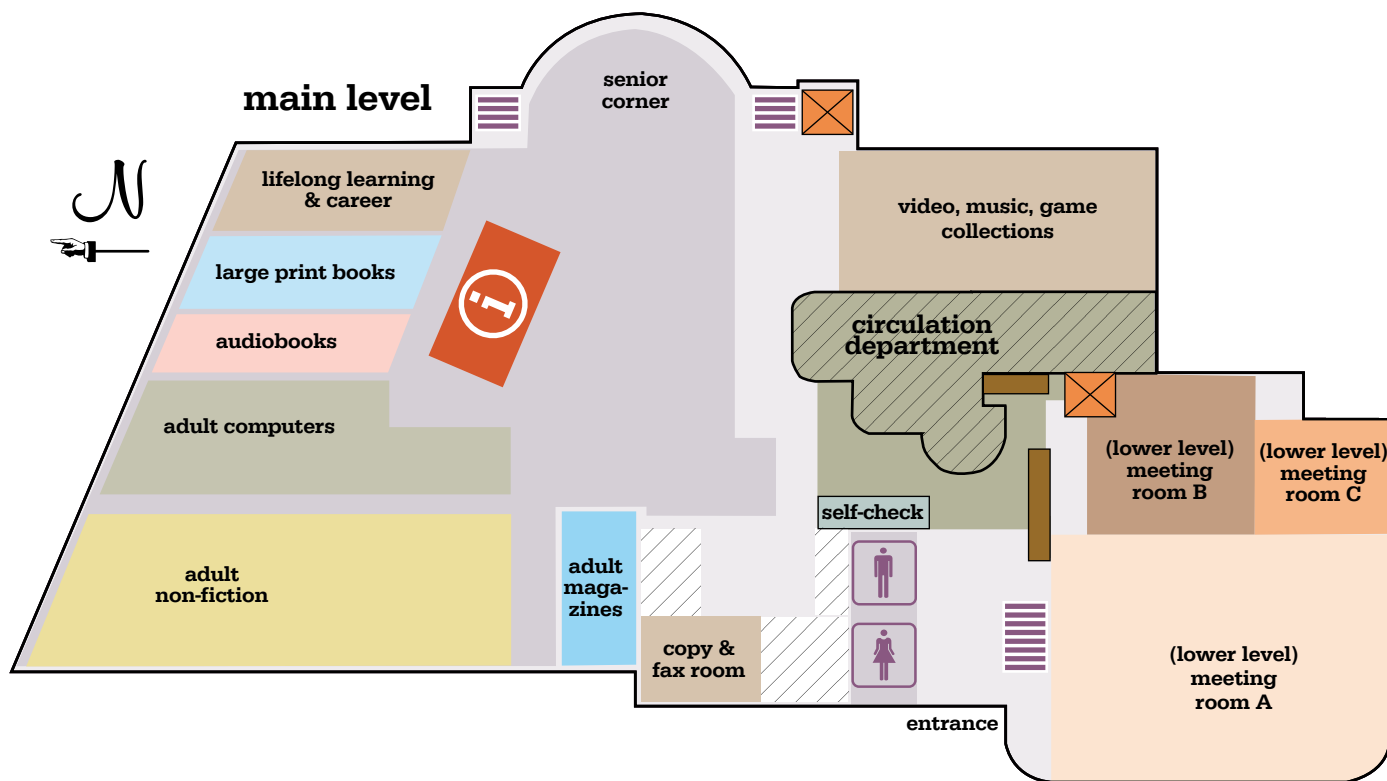 main level
N
senior
corner
lifelong learning
& career
large print books
audiobooks
adult computers
adult
non-fiction
i
adult
maga-
zines
copy &
fax room
video, music, game
collections
circulation
department
self-check
(lower level)
meeting
room B
(lower level)
meeting
room C
(lower level)
meeting
room A
entrance